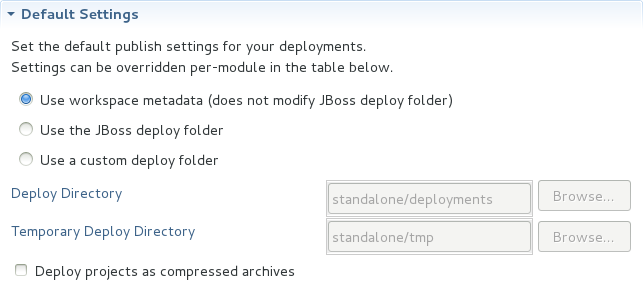 Default Settings
Set the default publish settings for your deployments.
Settings can be overridden per-module in the table below.
Use workspace metadata (does not modify JBoss deploy folder)
Use the JBoss deploy folder
Use a custom deploy folder
Deploy Directory standalone/deployments Browse...
Temporary Deploy Directory standalone/tmp Browse...
Deploy projects as compressed archives